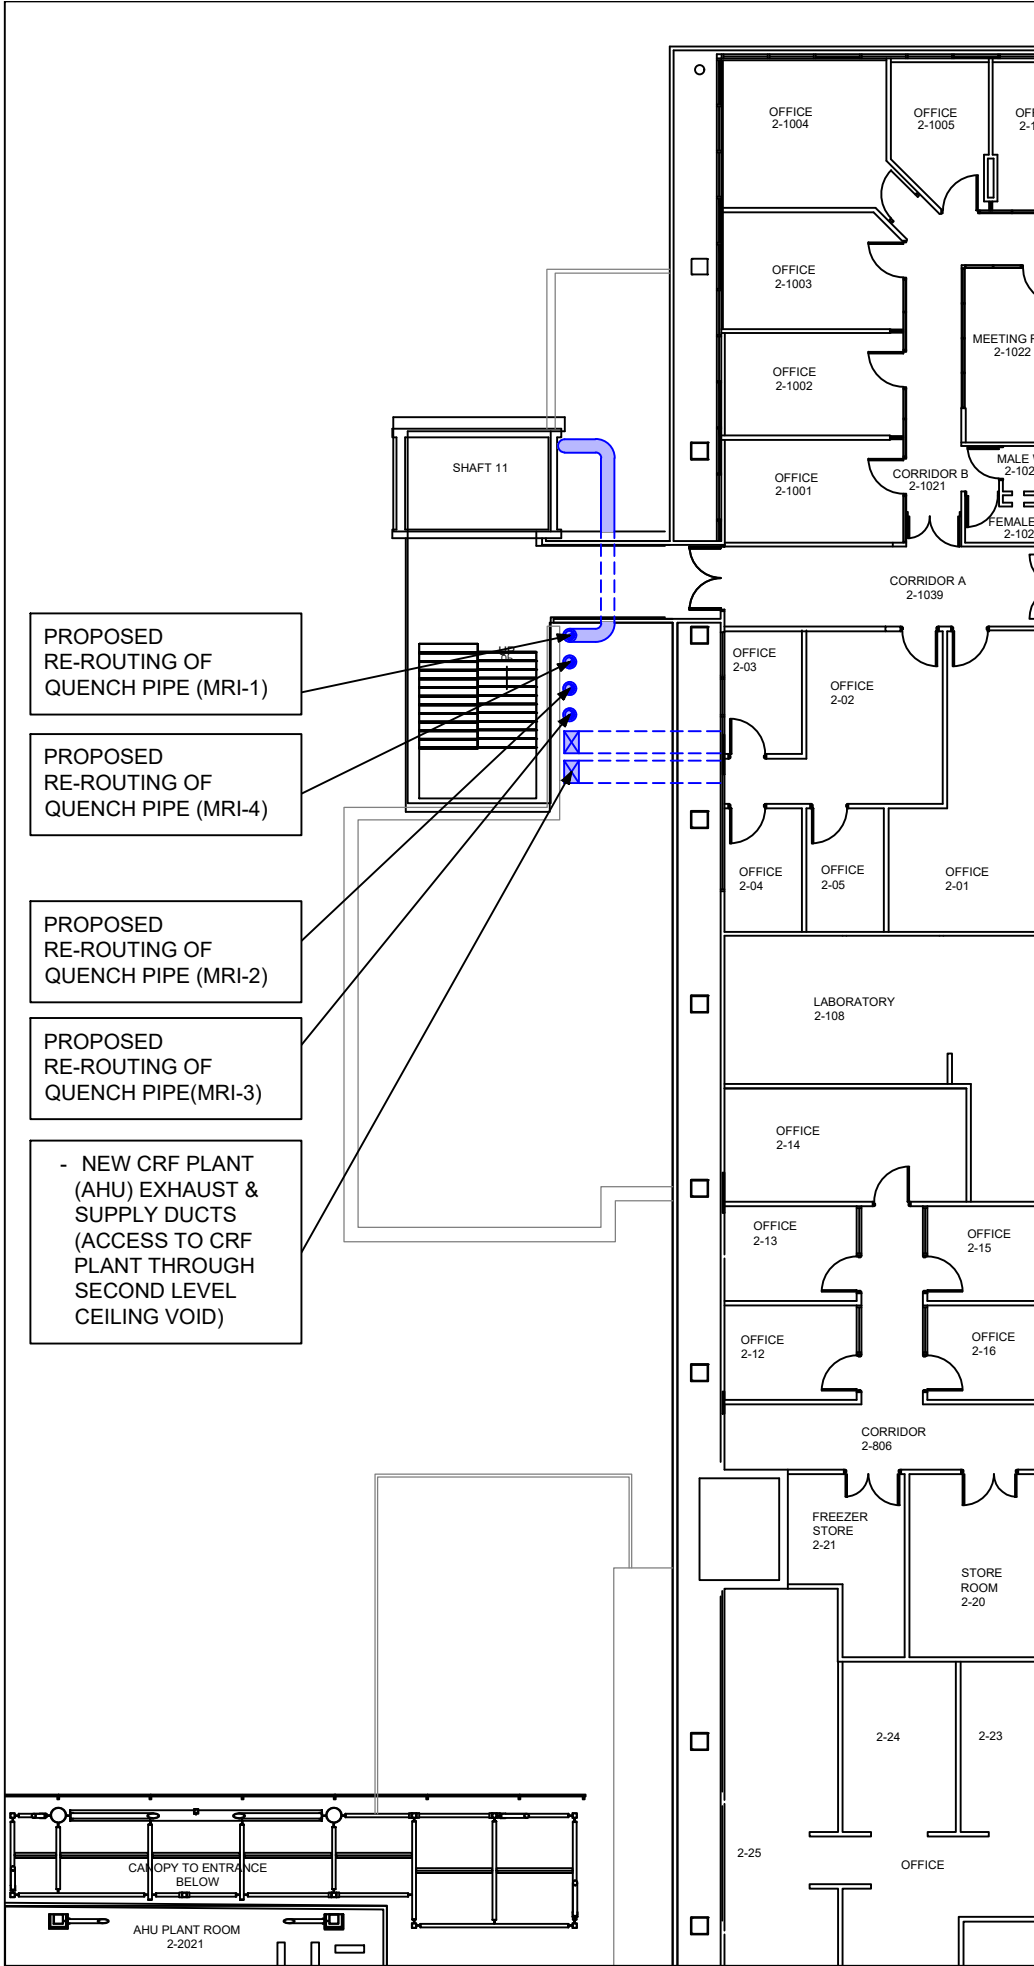 OFFICE
2-1004
OFFICE
2-1005
OFFICE
2-1003
MEETING
2-1022
OFFICE
2-1002
SHAFT 11
OFFICE
2-1001
CORRIDOR B
2-1021
MALE
FEMALE
CORRIDOR A
2-1039
PROPOSED
RE-ROUTING OF
QUENCH PIPE (MRI-1)
OFFICE
2-03
OFFICE
2-02
PROPOSED
RE-ROUTING OF
QUENCH PIPE (MRI-4)
OFFICE
2-04
OFFICE
2-05
OFFICE
2-01
PROPOSED
RE-ROUTING OF
QUENCH PIPE (MRI-2)
LABORATORY
2-108
PROPOSED
RE-ROUTING OF
QUENCH PIPE(MRI-3)
OFFICE
2-14
- NEW CRF PLANT
(AHU) EXHAUST &
SUPPLY DUCTS
(ACCESS TO CRF
PLANT THROUGH
SECOND LEVEL
CEILING VOID)
OFFICE
2-13
OFFICE
2-15
OFFICE
2-12
OFFICE
2-16
CORRIDOR
2-806
FREEZER
STORE
2-21
STORE
ROOM
2-20
2-24
2-23
2-25
OFFICE
CANOPY TO ENTRANCE
BELOW
AHU PLANT ROOM
2-2021